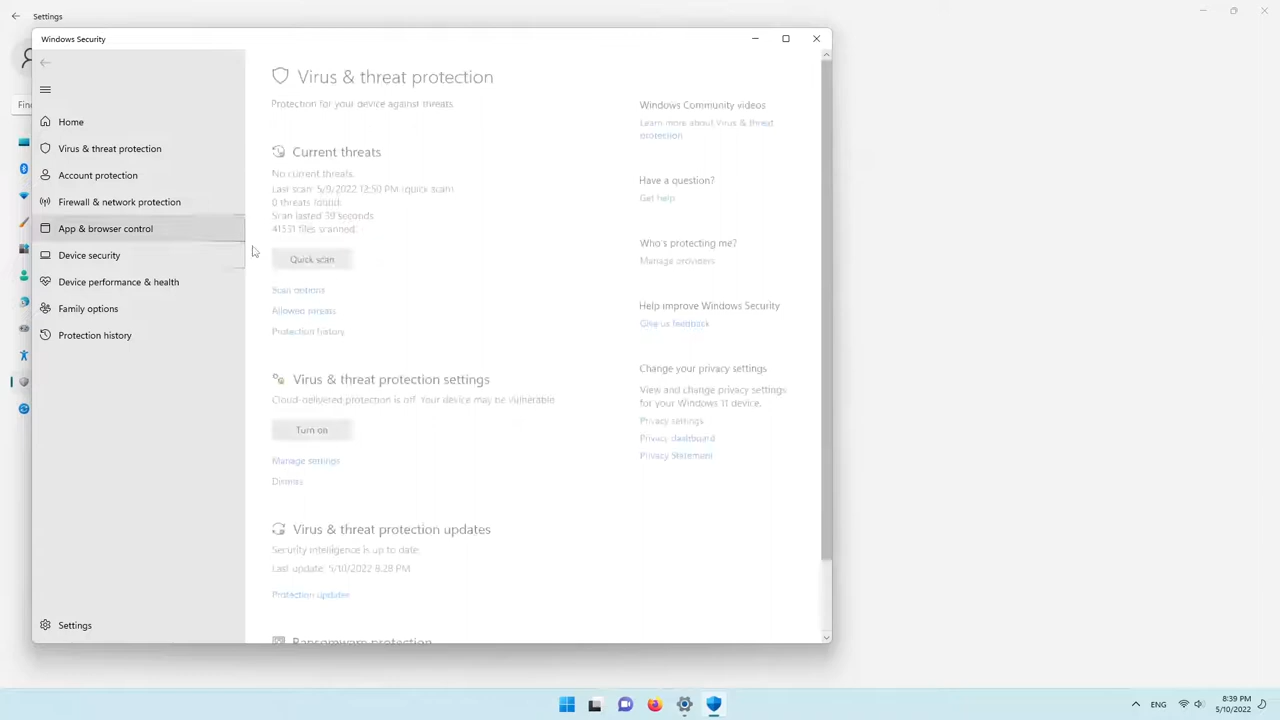 Settings
Windows Security
Home
Virus & threat protection
Account protection
Firewall & network protection
App & browser control
Device security
Device performance & health
Family options
Protection history
Settings
Virus & threat protection
Protection for your device against threats.
Current threats
No current threats.
Last scan: 5/9/2022 12:50 PM (quick scan)
0 threats found.
Scan lasted 39 seconds
41331 files scanned.
Quick scan
Scan options
Allowed threats
Protection history
Virus & threat protection settings
Cloud-delivered protection is off. Your device may be vulnerable.
Turn on
Manage settings
Dismiss
Virus & threat protection updates
Security intelligence is up to date.
Last update: 5/10/2022 8:28 PM
Protection updates
Ransomware protection
Windows Community videos
Learn more about Virus & threat
protection
Have a question?
Get help
Who's protecting me?
Manage providers
Help improve Windows Security
Give us feedback
Change your privacy settings
View and change privacy settings
for your Windows 11 device.
Privacy settings
Privacy dashboard
Privacy Statement
ENG
8:39 PM
5/10/2022